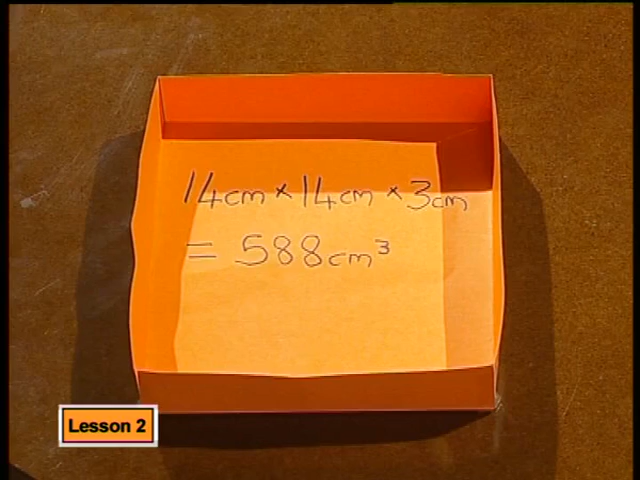 14cm × 14cm × 3cm
= 588cm³
Lesson 2